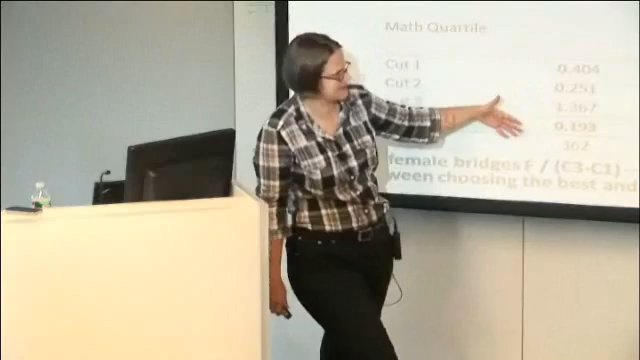 Math Quartile
Cut 1 0.404
Cut 2 0.251
1.367
0.193
362
female bridges F / (C3-C1) –
ween choosing the best and